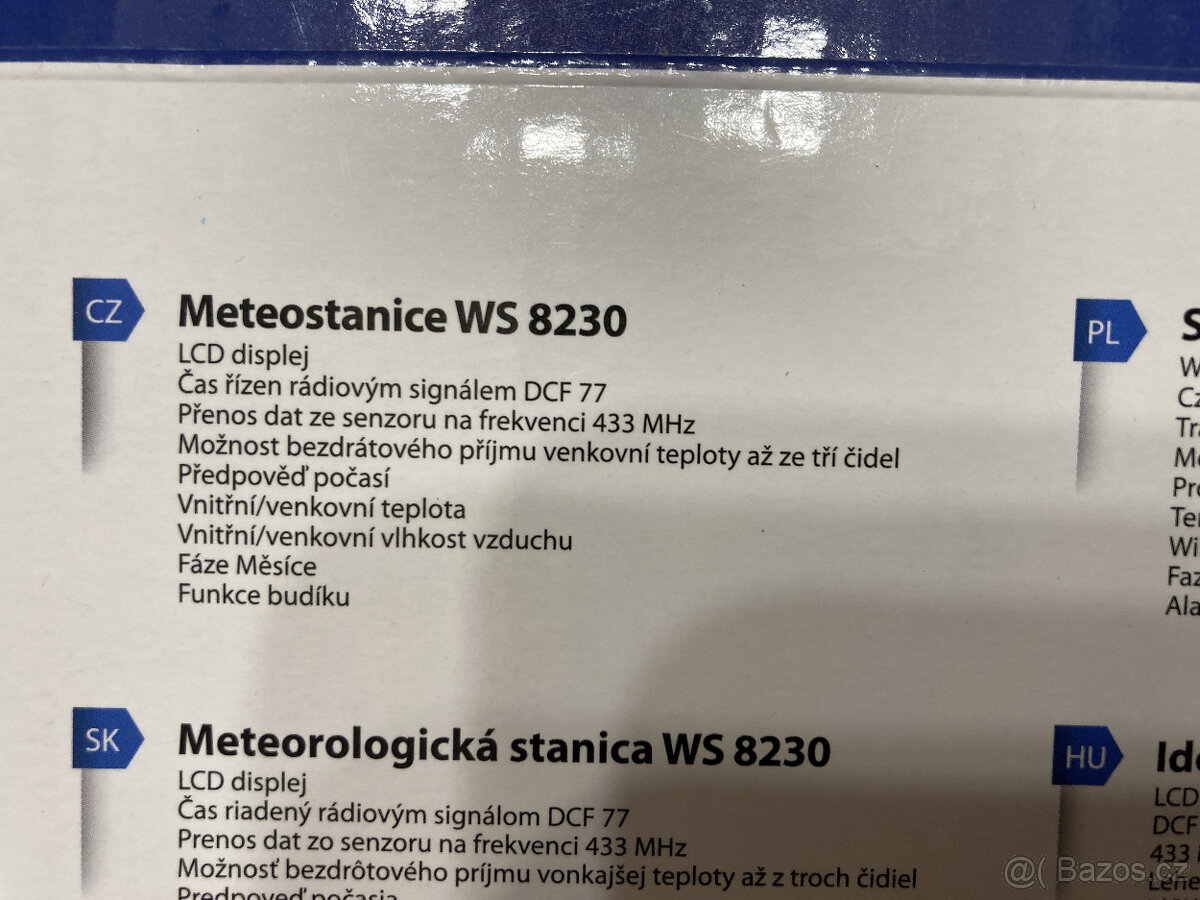 CZ
Meteostanice WS 8230
LCD displej
Čas řízen rádiovým signálem DCF 77
Přenos dat ze senzoru na frekvenci 433 MHz
Možnost bezdrátového příjmu venkovní teploty až ze tří čidel
Předpověď počasí
Vnitřní/venkovní teplota
Vnitřní/venkovní vlhkost vzduchu
Fáze Měsíce
Funkce budíku
PL
SK
Meteorologická stanica WS 8230
LCD displej
Čas riadený rádiovým signálom DCF 77
Prenos dat zo senzoru na frekvenci 433 MHz
Možnosť bezdrôtového príjmu vonkajšej teploty až z troch čidiel
Predpoveď počasia
HU
LCD
DCF
433
@( Bazos.cz